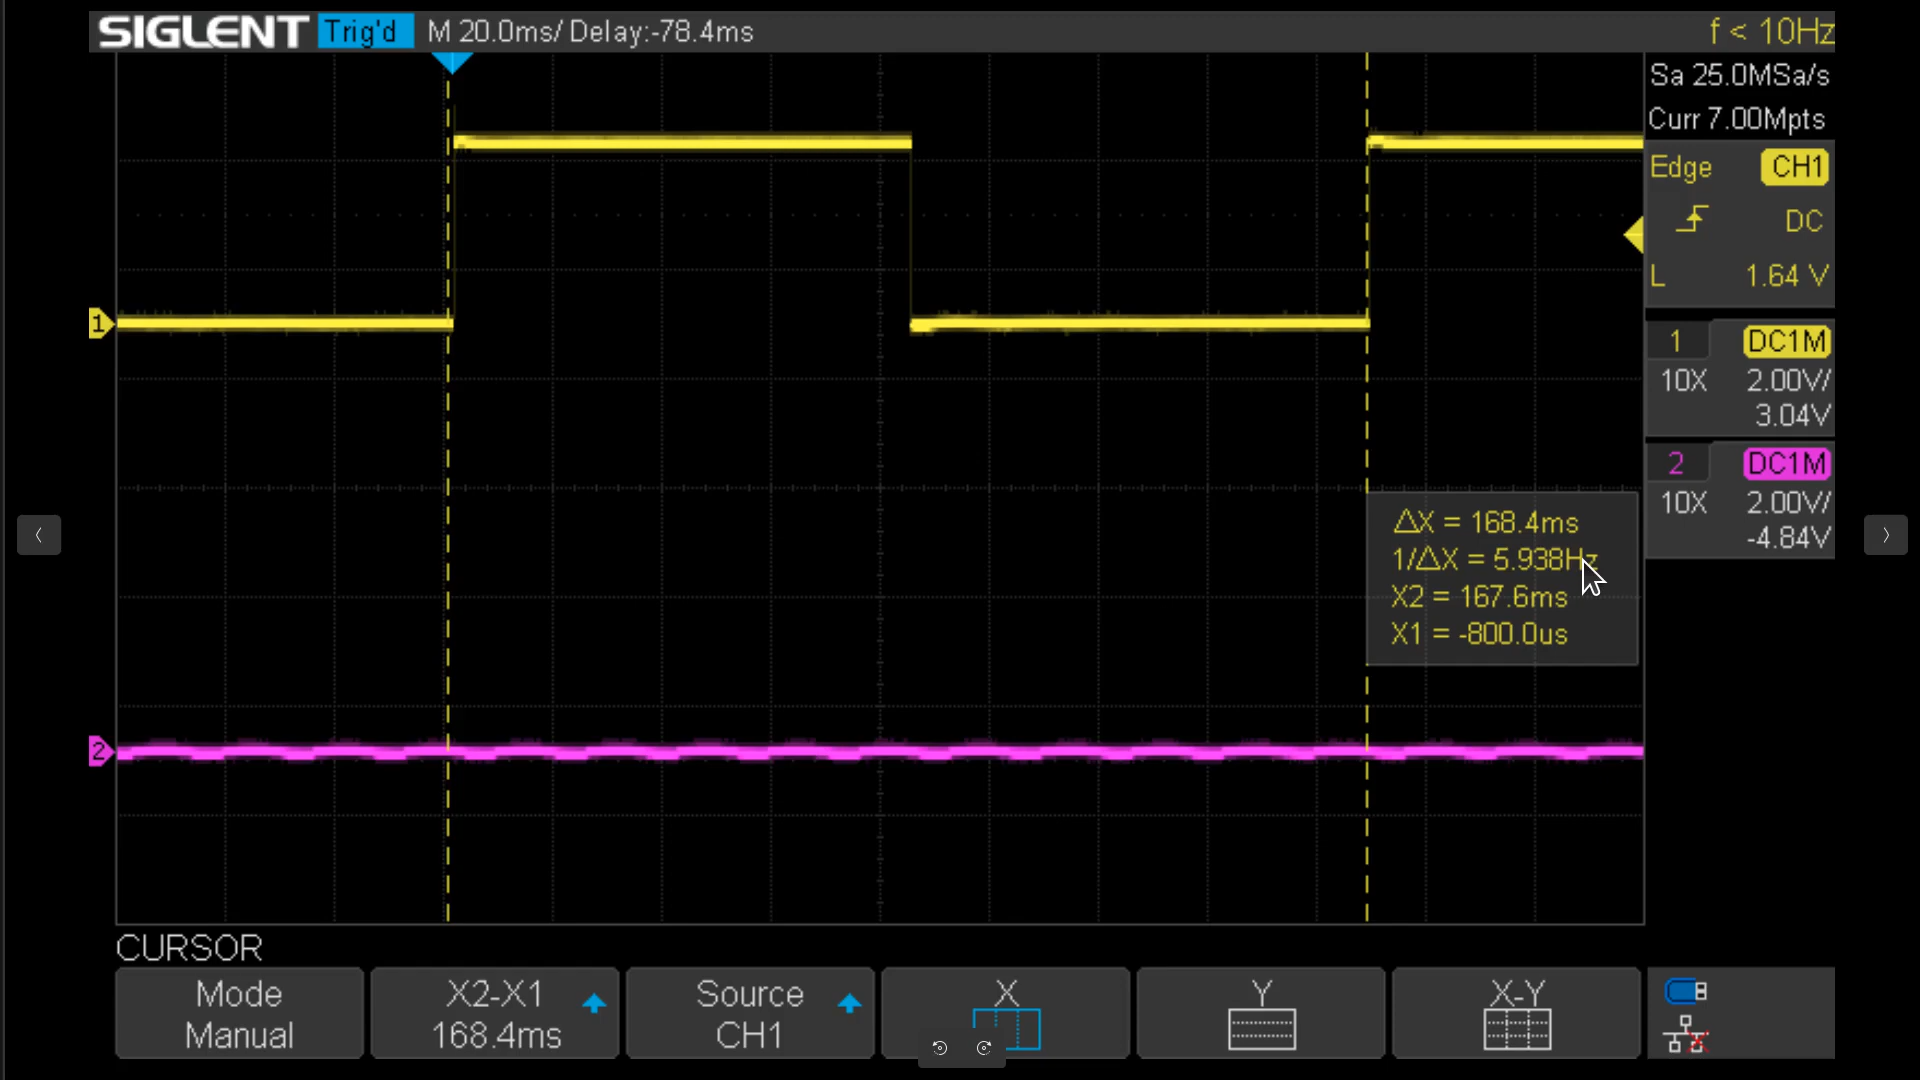 SIGLENT Trig'd M 20.0ms/ Delay:-78.4ms f < 10Hz
Sa 25.0MSa/s
Curr 7.00Mpts
Edge CH1
DC
L 1.64 V
1 DC1M
10X 2.00V/
3.04V
2 DC1M
10X 2.00V/
-4.84V
1
2
ΔX = 168.4ms
1/ΔX = 5.938Hz
X2 = 167.6ms
X1 = -800.0us
CURSOR
Mode
Manual
X2-X1
168.4ms
Source
CH1
X
Y
X-Y